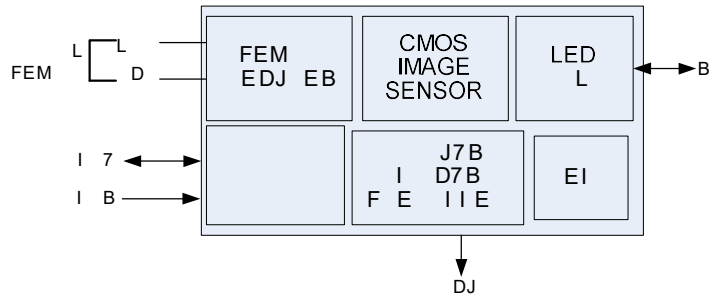 L L
FEM D
I 7
I B
FEM
EDJ EB
CMOS
IMAGE
SENSOR
LED
L
B
J7B
I D7B
F E I I E
EI
DJ